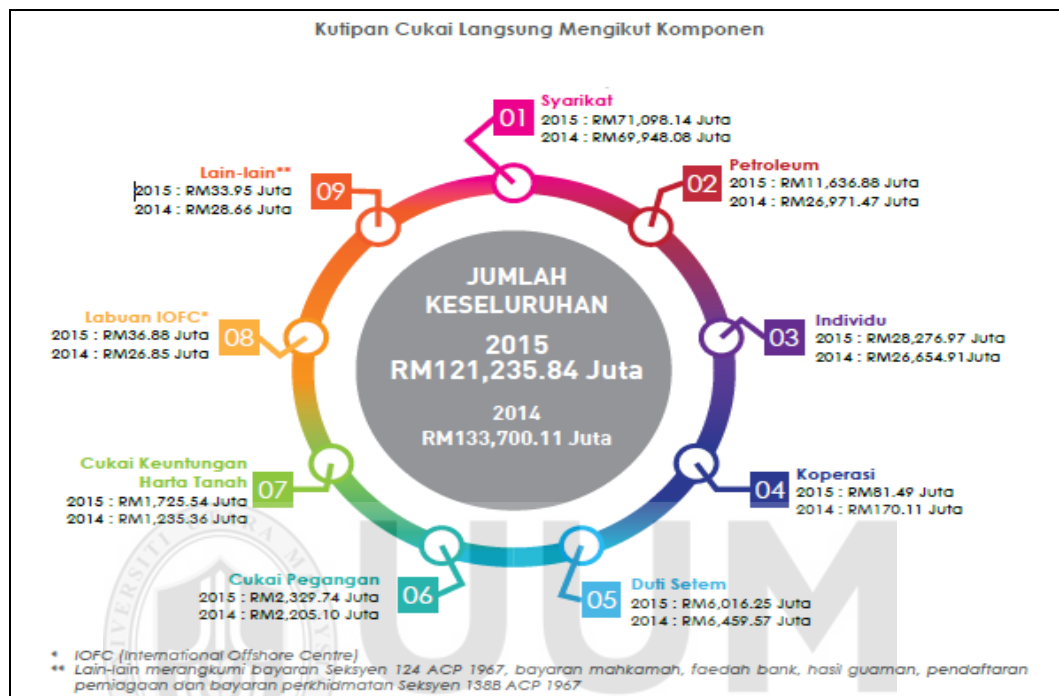 Kutipan Cukai Langsung Mengikut Komponen
01
Syarikat
2015 : RM71,098.14 Juta
2014 : RM69,948.08 Juta
02
Petroleum
2015 : RM11,636.88 Juta
2014 : RM26,971.47 Juta
03
Individu
2015 : RM28,276.97 Juta
2014 : RM26,654.91 Juta
04
Koperasi
2015 : RM81.49 Juta
2014 : RM170.11 Juta
05
Duti Setem
2015 : RM6,016.25 Juta
2014 : RM6,459.57 Juta
06
Cukai Pegangan
2015 : RM2,329.74 Juta
2014 : RM2,205.10 Juta
07
Cukai Keuntungan
Harta Tanah
2015 : RM1,725.54 Juta
2014 : RM1,235.36 Juta
08
Labuan IOFC*
2015 : RM36.88 Juta
2014 : RM26.85 Juta
09
Lain-lain**
2015 : RM33.95 Juta
2014 : RM28.66 Juta
JUMLAH
KESELURUHAN
2015
RM121,235.84 Juta
2014
RM133,700.11 Juta
UUM
* IOFC (International Offshore Centre)
** Lain-lain merangkumi bayaran Seksyen 124 ACP 1967, bayaran mahkamah, faedah bank, hasil guaman, pendaftaran
perniagaan dan bayaran perkhidmatan Seksyen 138B ACP 1967